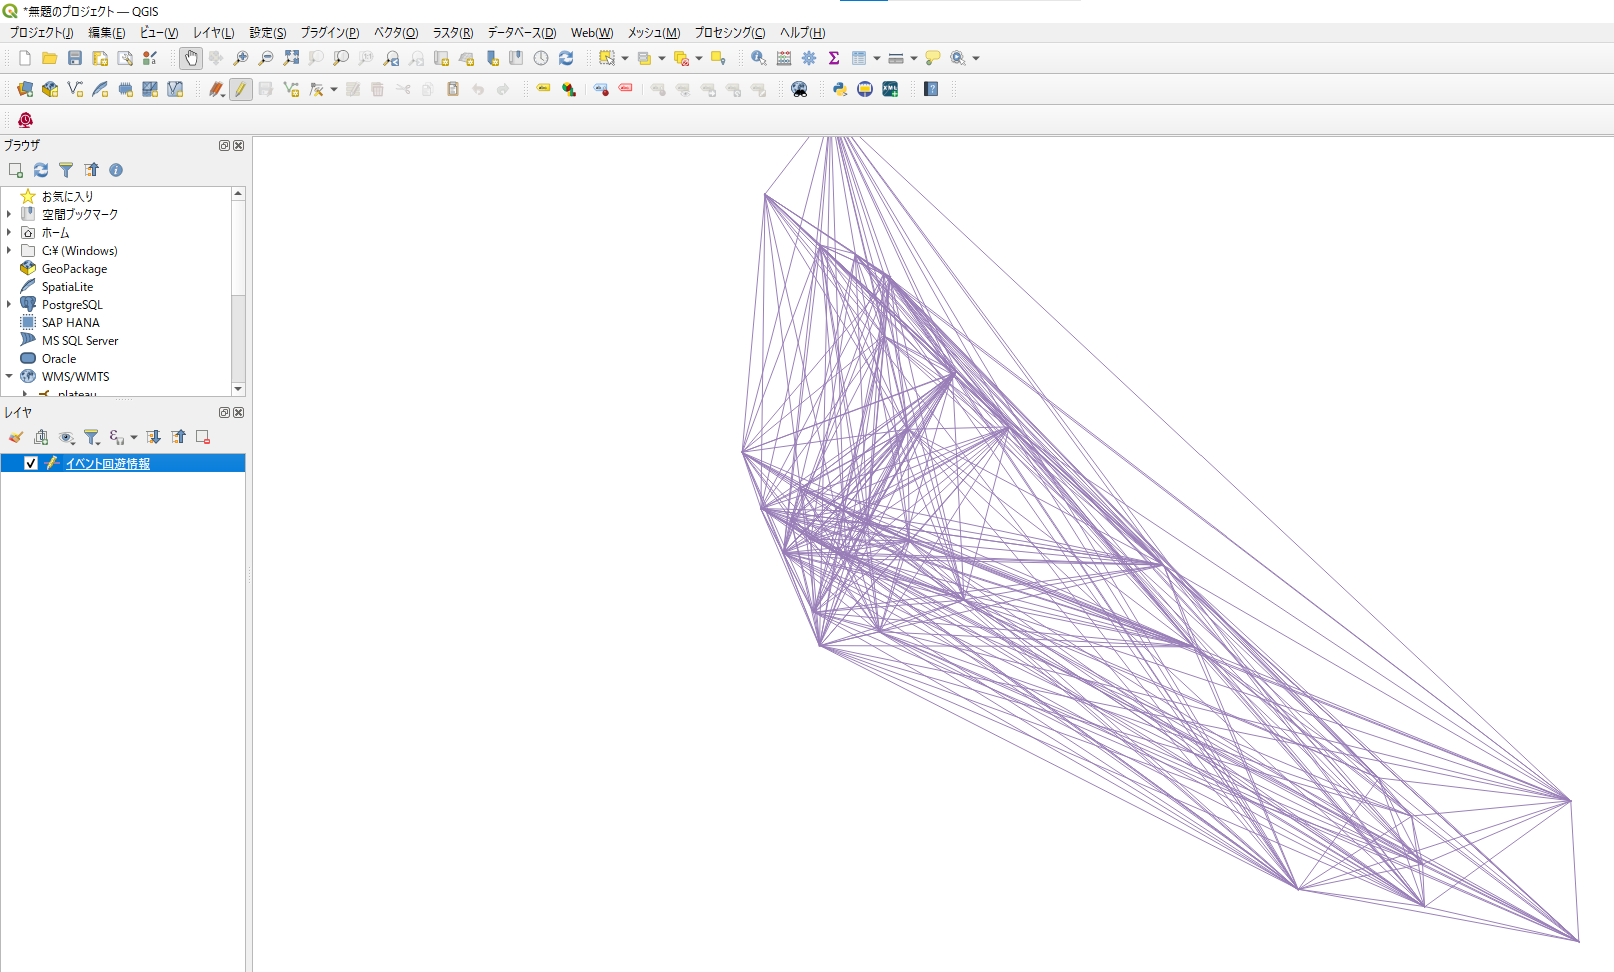 *無題のプロジェクト — QGIS
プロジェクト(J) 編集(E) ビュー(V) レイヤ(L) 設定(S) プラグイン(P) ベクタ(O) ラスタ(R) データベース(D) Web(W) メッシュ(M) プロセシング(C) ヘルプ(H)
ブラウザ
お気に入り
空間ブックマーク
ホーム
C:¥ (Windows)
GeoPackage
SpatiaLite
PostgreSQL
SAP HANA
MS SQL Server
Oracle
WMS/WMTS
plateau
レイヤ
イベント回遊情報